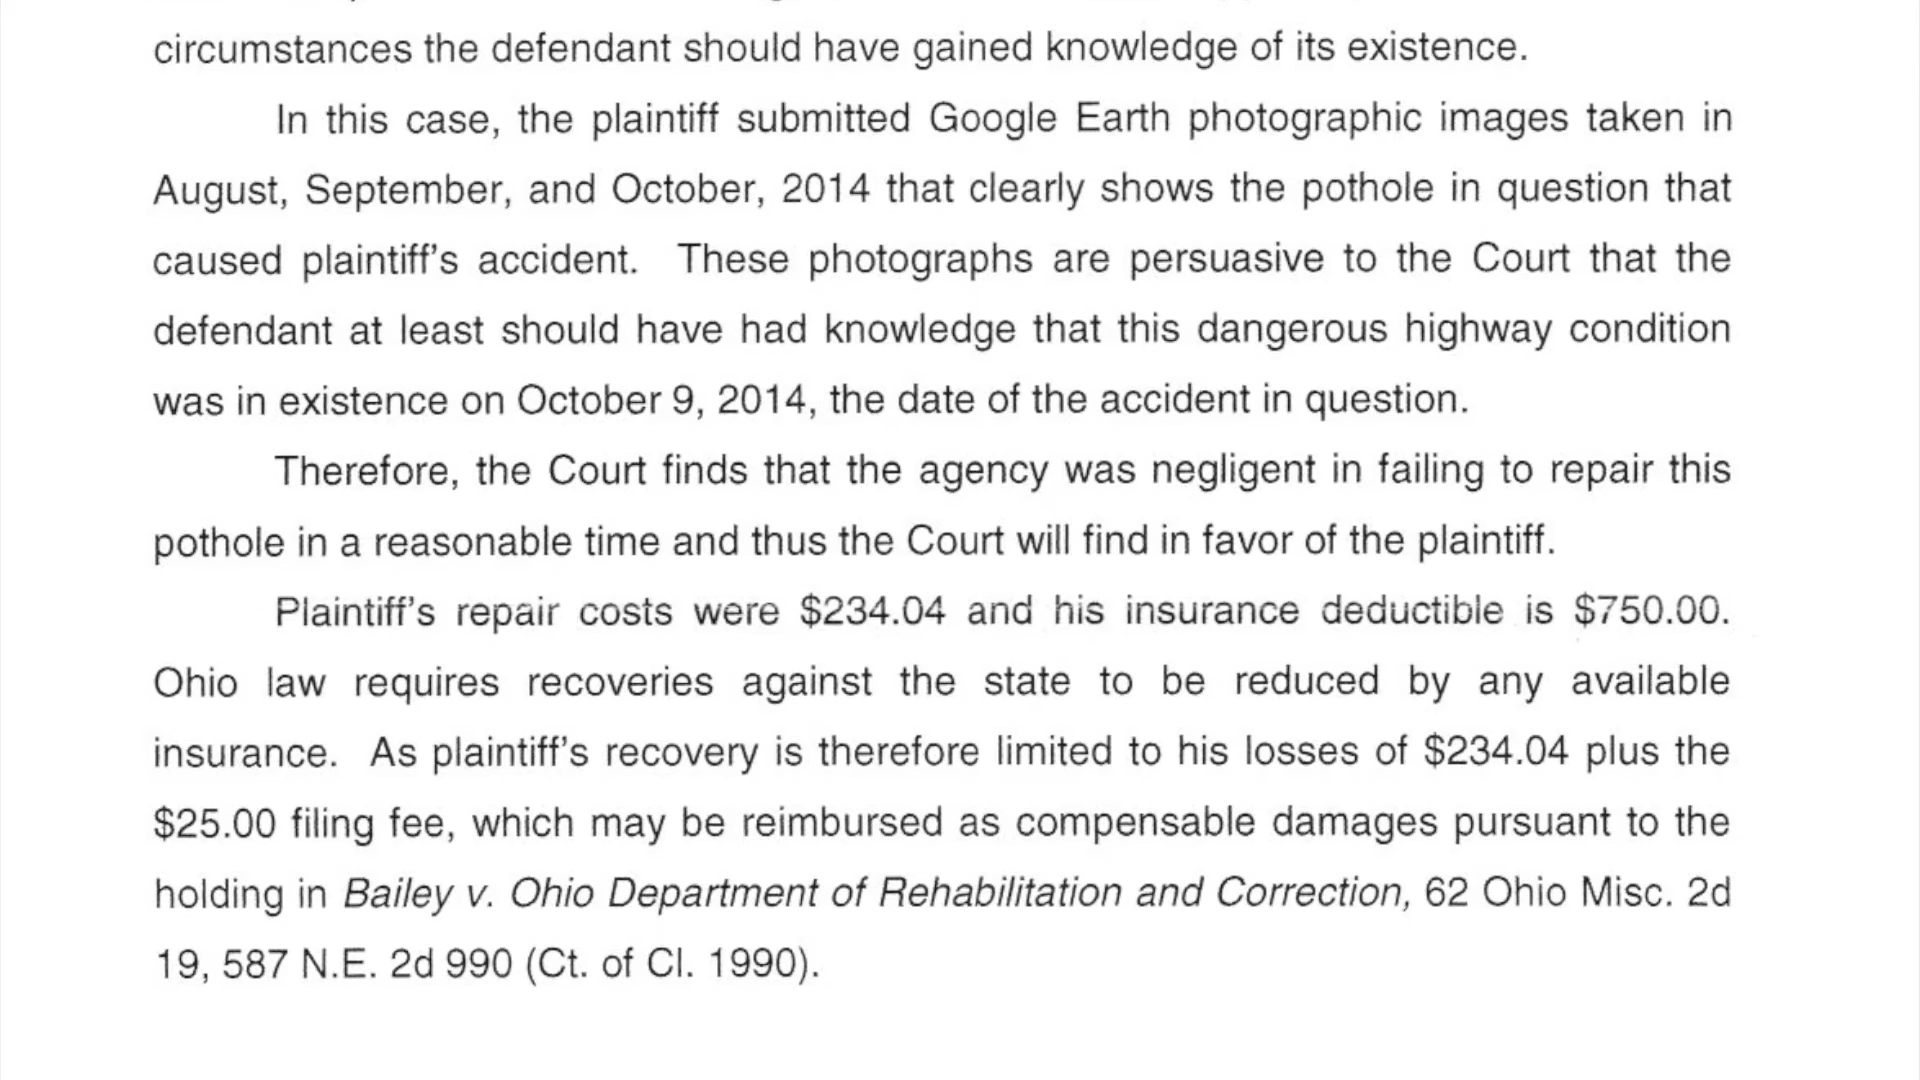 circumstances the defendant should have gained knowledge of its existence.
In this case, the plaintiff submitted Google Earth photographic images taken in
August, September, and October, 2014 that clearly shows the pothole in question that
caused plaintiff's accident. These photographs are persuasive to the Court that the
defendant at least should have had knowledge that this dangerous highway condition
was in existence on October 9, 2014, the date of the accident in question.
Therefore, the Court finds that the agency was negligent in failing to repair this
pothole in a reasonable time and thus the Court will find in favor of the plaintiff.
Plaintiff's repair costs were $234.04 and his insurance deductible is $750.00.
Ohio law requires recoveries against the state to be reduced by any available
insurance. As plaintiff's recovery is therefore limited to his losses of $234.04 plus the
$25.00 filing fee, which may be reimbursed as compensable damages pursuant to the
holding in Bailey v. Ohio Department of Rehabilitation and Correction, 62 Ohio Misc. 2d
19, 587 N.E. 2d 990 (Ct. of Cl. 1990).